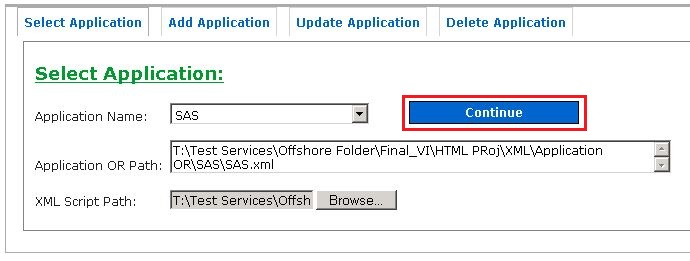 Select Application Add Application Update Application Delete Application
Select Application:
Application Name: SAS Continue
T:\Test Services\Offshore Folder\Final_VI\HTML PRoj\XML\Application
Application OR Path: OR\SAS\SAS.xml
XML Script Path: T:\Test Services\Offsh Browse...